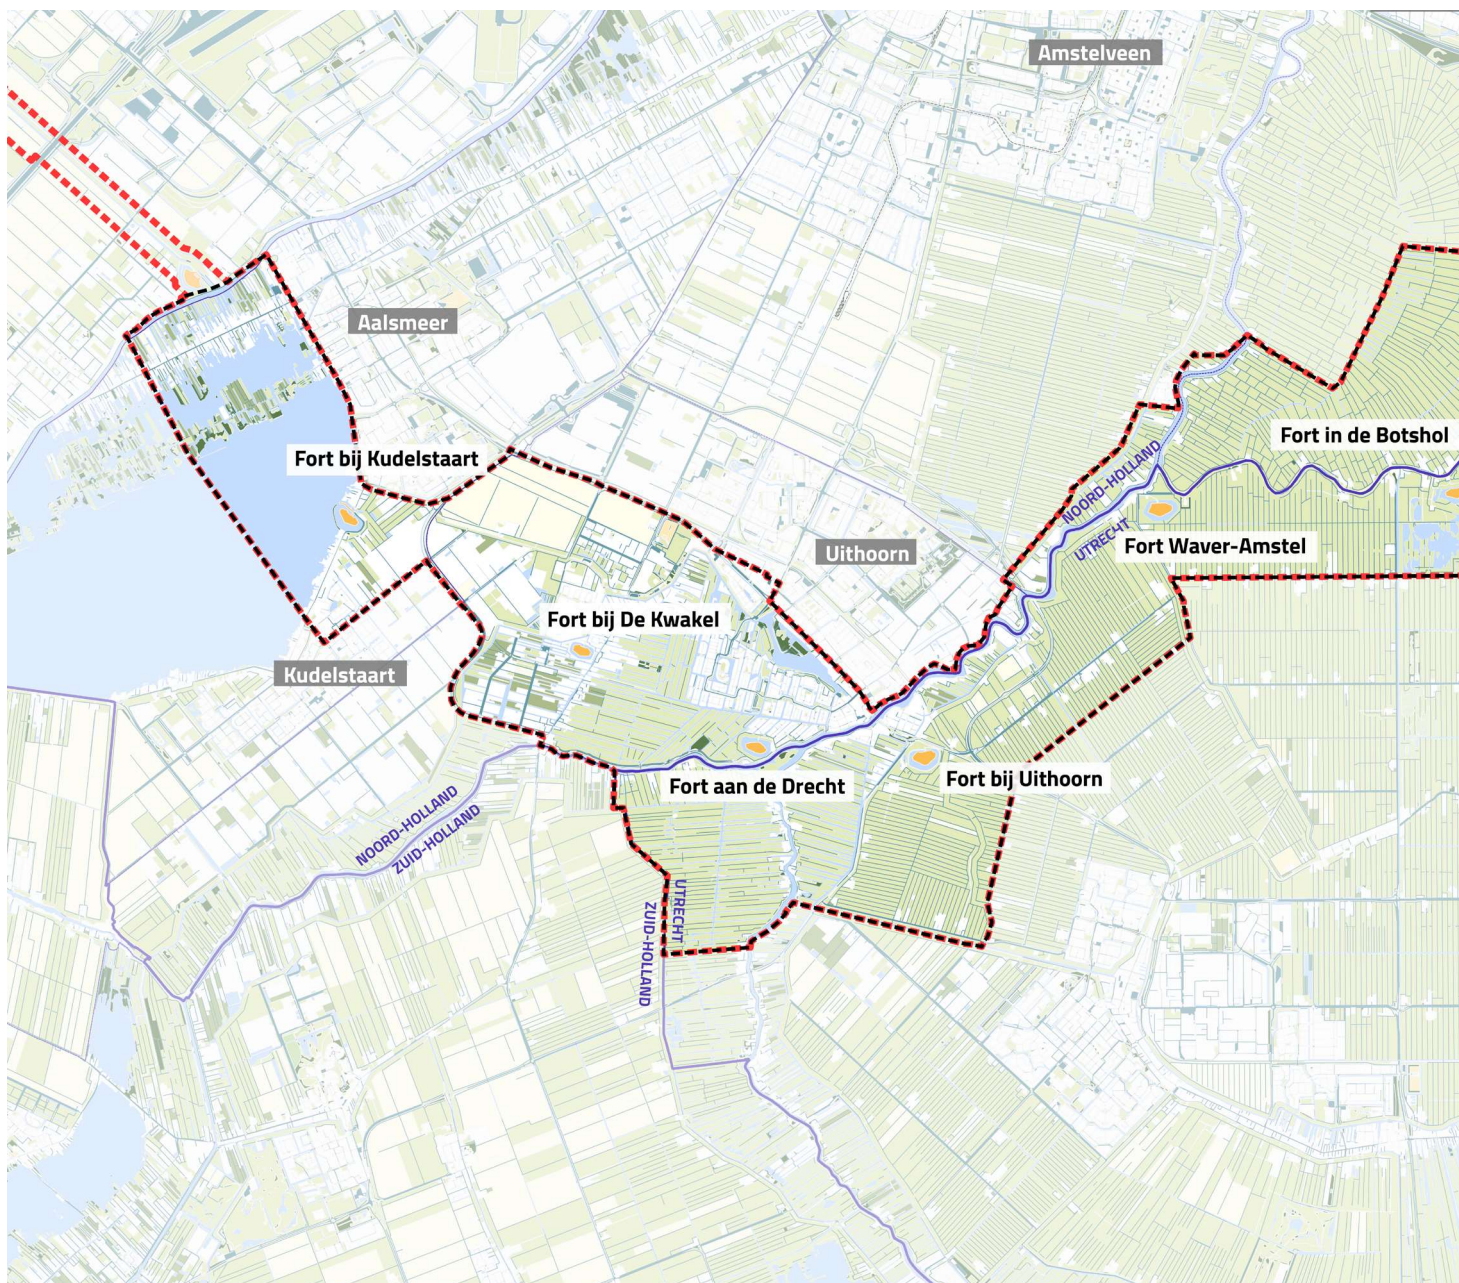 Amstelveen
Aalsmeer
Fort bij Kudelstaart
Fort in de Botshol
NOORD-HOLLAND
UTRECHT
Fort Waver-Amstel
Uithoorn
Fort bij De Kwakel
Kudelstaart
Fort aan de Drecht
Fort bij Uithoorn
NOORD-HOLLAND
ZUID-HOLLAND
UTRECHT
ZUID-HOLLAND